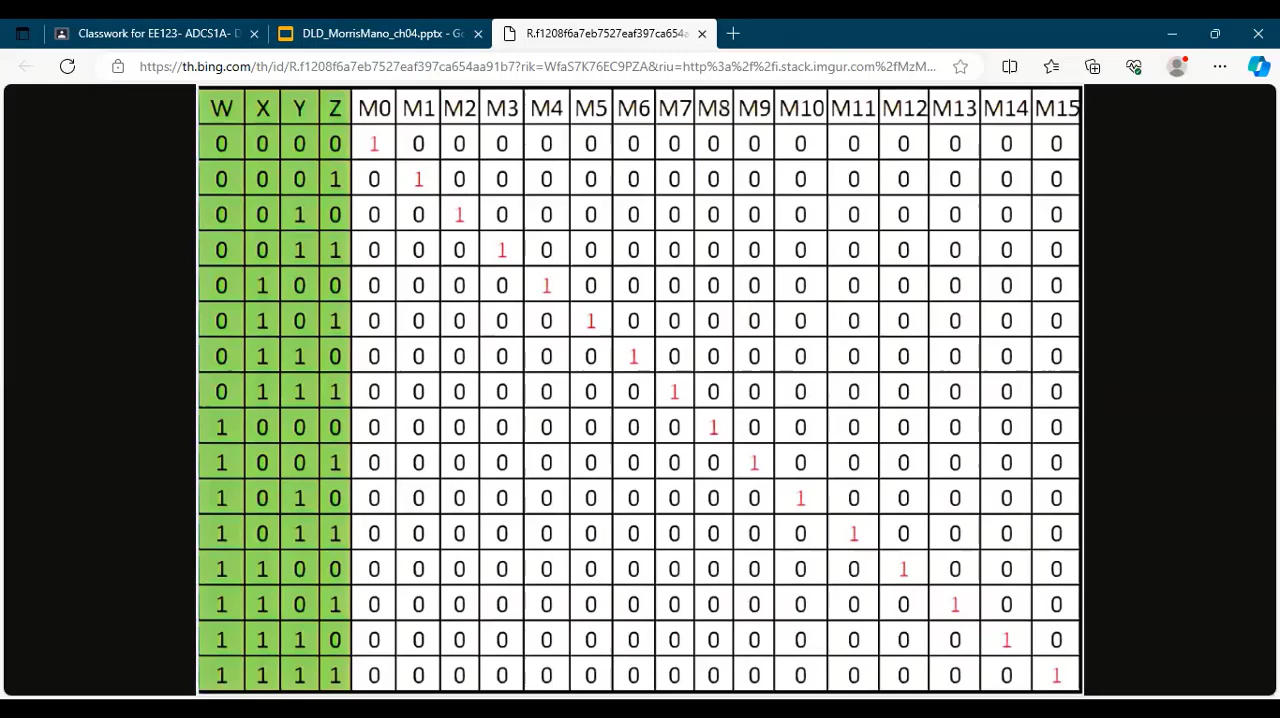 Classwork for EE123- ADCS1A- D
DLD_MorrisMano_ch04.pptx - Go
R.f1208f6a7eb7527eaf397ca654a
https://th.bing.com/th/id/R.f1208f6a7eb7527eaf397ca654aa91b7?rik=WfaS7K76EC9PZA&riu=http%3a%2f%2fi.stack.imgur.com%2fMzM...
W X Y Z M0 M1 M2 M3 M4 M5 M6 M7 M8 M9 M10 M11 M12 M13 M14 M15
0 0 0 0 1 0 0 0 0 0 0 0 0 0 0 0 0 0 0 0
0 0 0 1 0 1 0 0 0 0 0 0 0 0 0 0 0 0 0 0
0 0 1 0 0 0 1 0 0 0 0 0 0 0 0 0 0 0 0 0
0 0 1 1 0 0 0 1 0 0 0 0 0 0 0 0 0 0 0 0
0 1 0 0 0 0 0 0 1 0 0 0 0 0 0 0 0 0 0 0
0 1 0 1 0 0 0 0 0 1 0 0 0 0 0 0 0 0 0 0
0 1 1 0 0 0 0 0 0 0 1 0 0 0 0 0 0 0 0 0
0 1 1 1 0 0 0 0 0 0 0 1 0 0 0 0 0 0 0 0
1 0 0 0 0 0 0 0 0 0 0 0 1 0 0 0 0 0 0 0
1 0 0 1 0 0 0 0 0 0 0 0 0 1 0 0 0 0 0 0
1 0 1 0 0 0 0 0 0 0 0 0 0 0 1 0 0 0 0 0
1 0 1 1 0 0 0 0 0 0 0 0 0 0 0 1 0 0 0 0
1 1 0 0 0 0 0 0 0 0 0 0 0 0 0 0 1 0 0 0
1 1 0 1 0 0 0 0 0 0 0 0 0 0 0 0 0 1 0 0
1 1 1 0 0 0 0 0 0 0 0 0 0 0 0 0 0 0 1 0
1 1 1 1 0 0 0 0 0 0 0 0 0 0 0 0 0 0 0 1